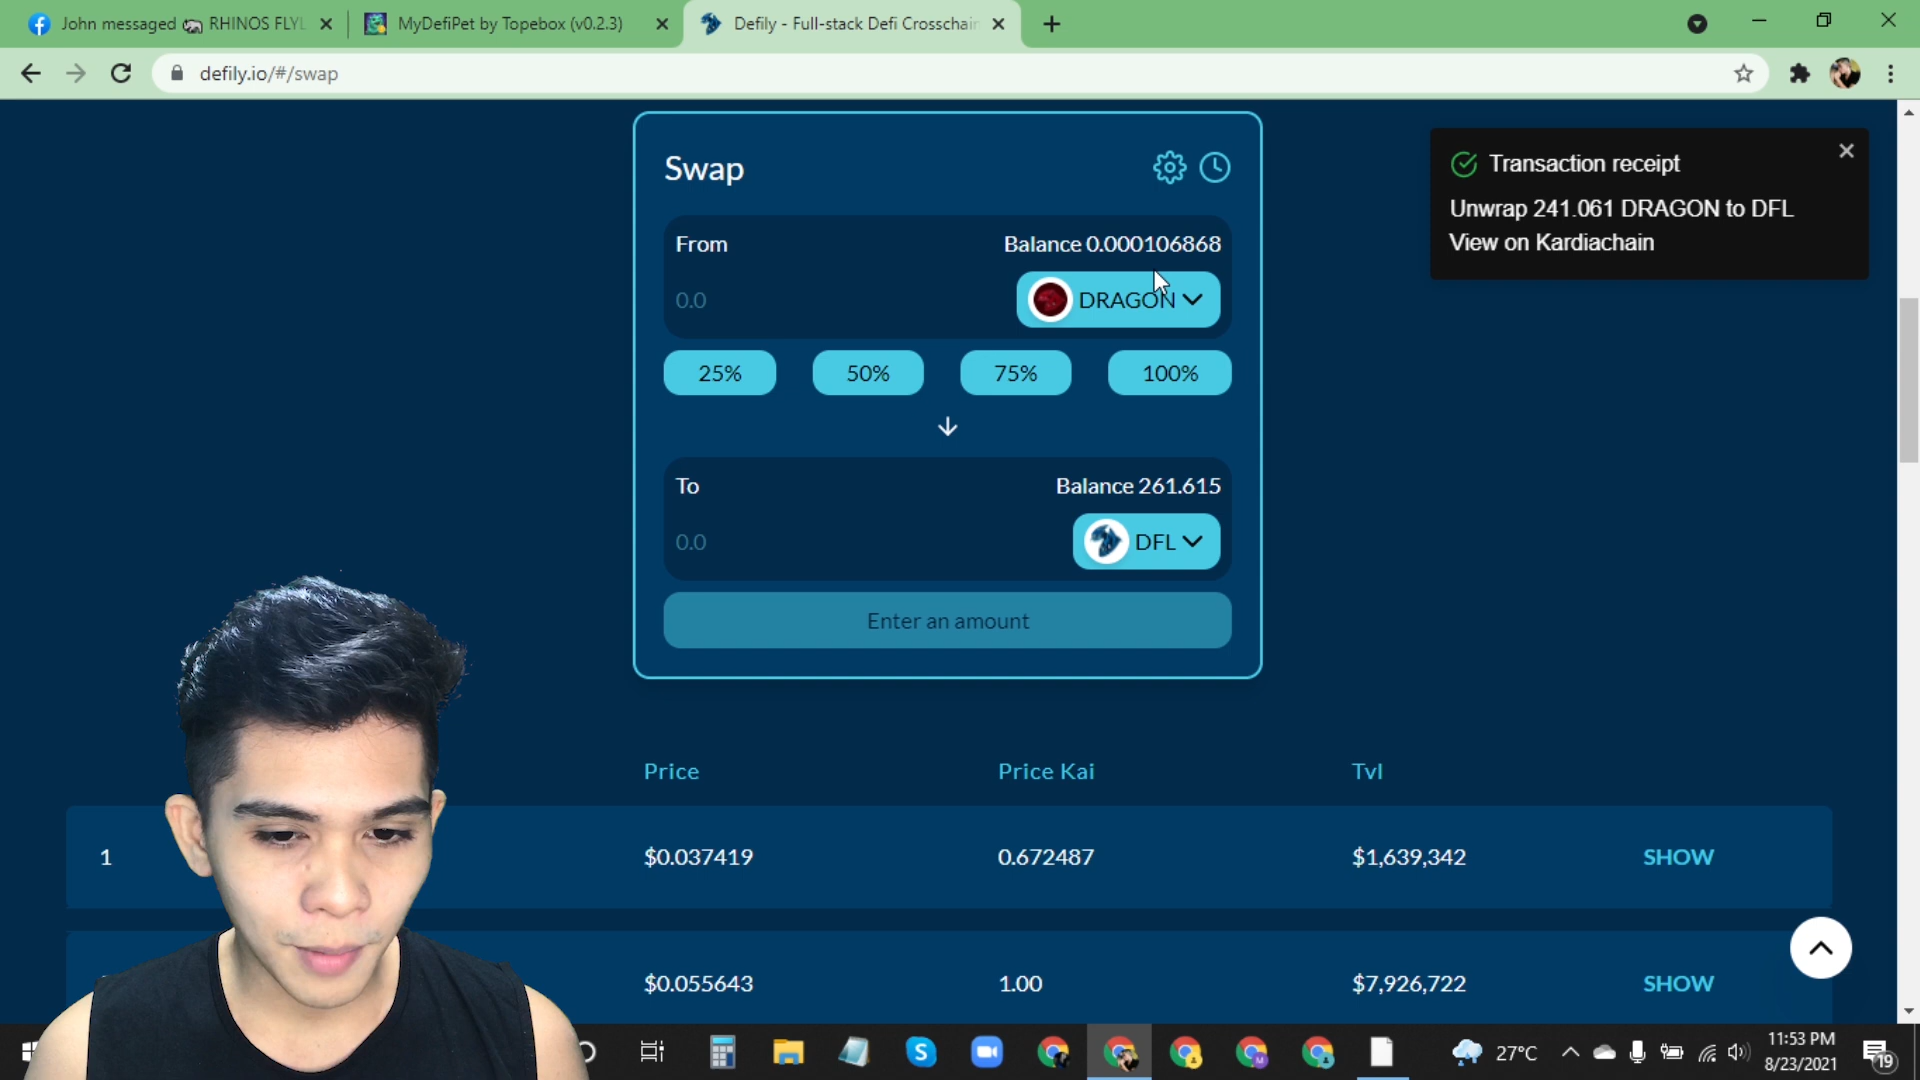 John messaged RHINOS FLYL
MyDefiPet by Topebox (v0.2.3)
Defily - Full-stack Defi Crosschain
defily.io/#/swap
Swap
From
Balance 0.000106868
0.0
DRAGON
25%
50%
75%
100%
To
Balance 261.615
0.0
DFL
Enter an amount
Transaction receipt
Unwrap 241.061 DRAGON to DFL
View on Kardiachain
Price
Price Kai
Tvl
1
$0.037419
0.672487
$1,639,342
SHOW
$0.055643
1.00
$7,926,722
SHOW
27°C
11:53 PM
8/23/2021
19